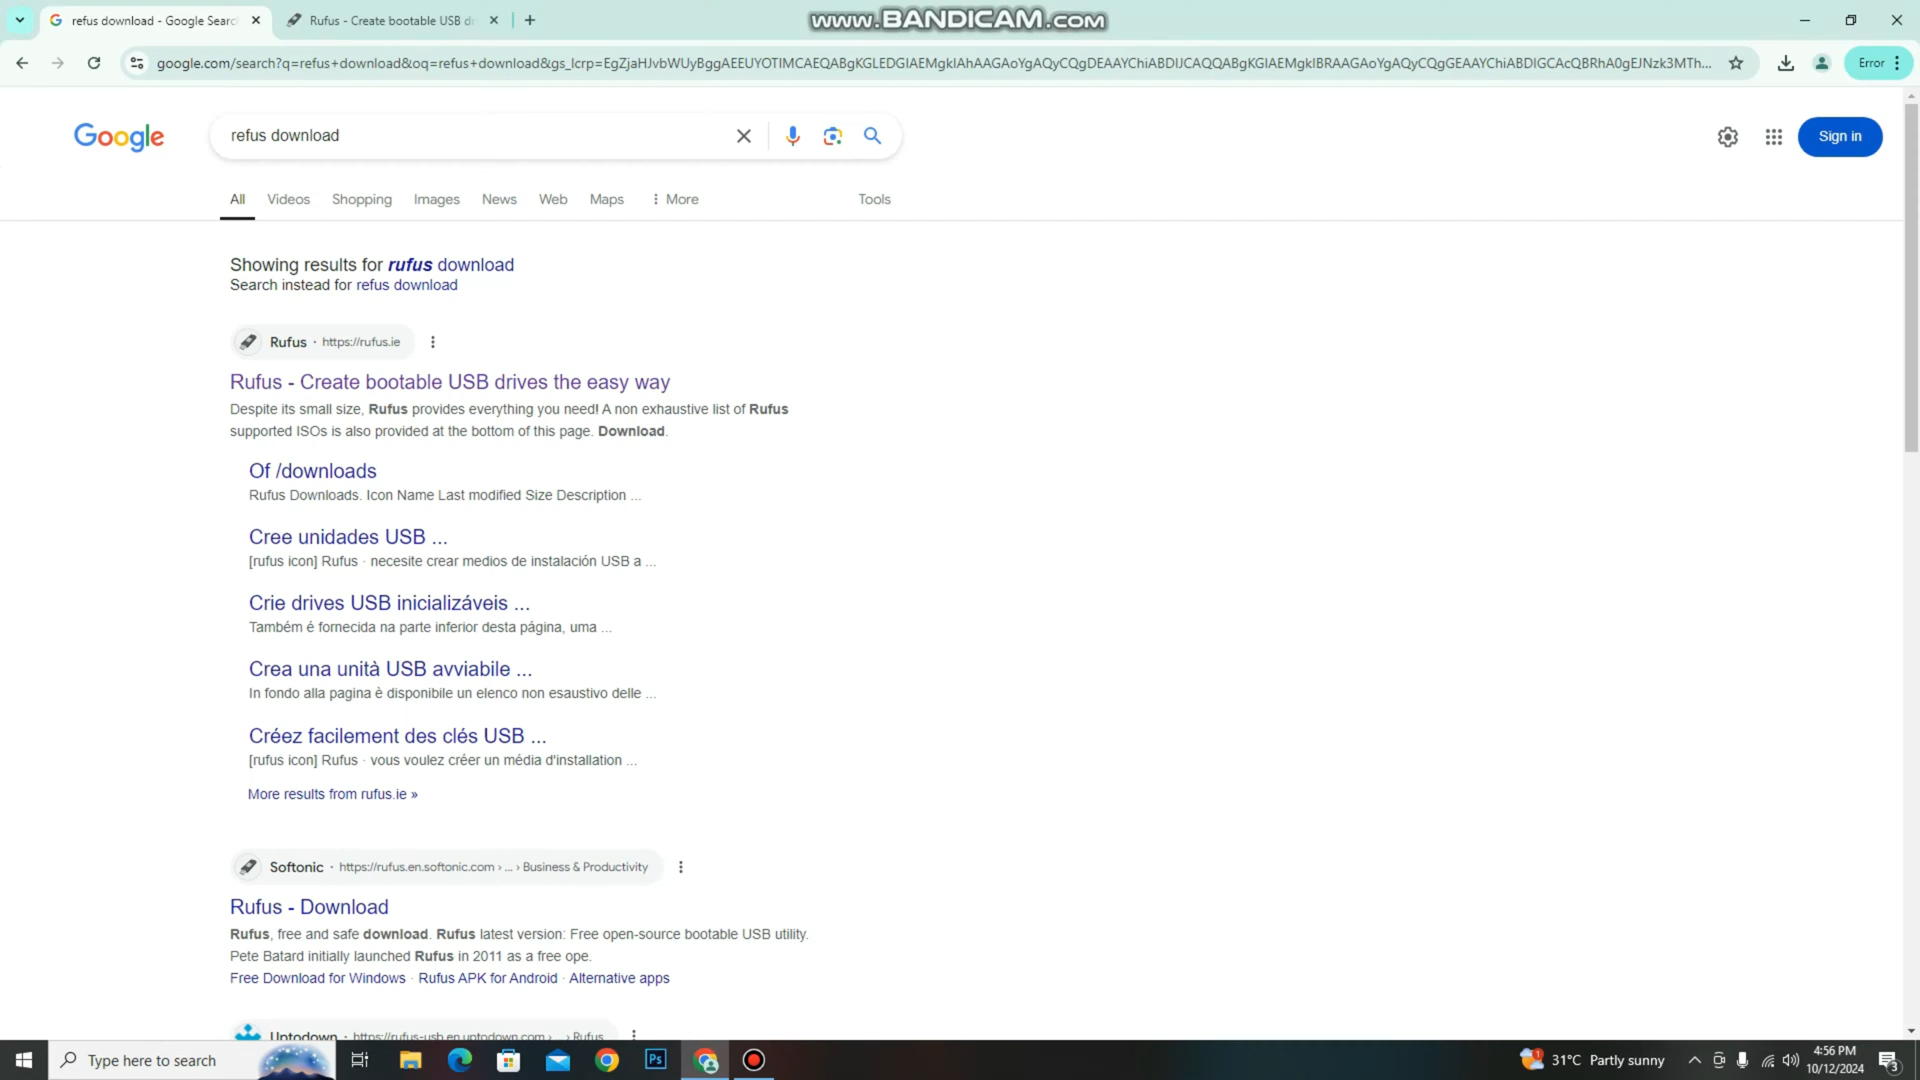 www.BANDICAM.com
refus download - Google Searc
Rufus - Create bootable USB d
google.com/search?q=refus+download&oq=refus+download&gs_lcrp=EgZjaHJvbWUyBggAEEUYOTIMCAEQABgKGLEDGIAEMgkIAhAAGAoYgAQyCQgDEAAYChiABDIJCAQQABgKGIAEMgkIBRAAGAoYgAQyCQgGEAAYChiABDIGCAcQBRhA0gEJNzk3MTh...
Error
Google
refus download
Sign in
All Videos Shopping Images News Web Maps More Tools
Showing results for rufus download
Search instead for refus download
Rufus · https://rufus.ie
Rufus - Create bootable USB drives the easy way
Despite its small size, Rufus provides everything you need! A non exhaustive list of Rufus
supported ISOs is also provided at the bottom of this page. Download.
Of /downloads
Rufus Downloads. Icon Name Last modified Size Description ...
Cree unidades USB ...
[rufus icon] Rufus · necesite crear medios de instalación USB a ...
Crie drives USB inicializáveis ...
Também é fornecida na parte inferior desta página, uma ...
Crea una unità USB avviabile ...
In fondo alla pagina è disponibile un elenco non esaustivo delle ...
Créez facilement des clés USB ...
[rufus icon] Rufus · vous voulez créer un média d'installation ...
More results from rufus.ie »
Softonic · https://rufus.en.softonic.com › ... › Business & Productivity
Rufus - Download
Rufus, free and safe download. Rufus latest version: Free open-source bootable USB utility.
Pete Batard initially launched Rufus in 2011 as a free ope.
Free Download for Windows · Rufus APK for Android · Alternative apps
Uptodown · https://rufus-usb.en.uptodown.com › ... › Rufus
Type here to search
Ps
1
31°C Partly sunny
4:56 PM
10/12/2024
3